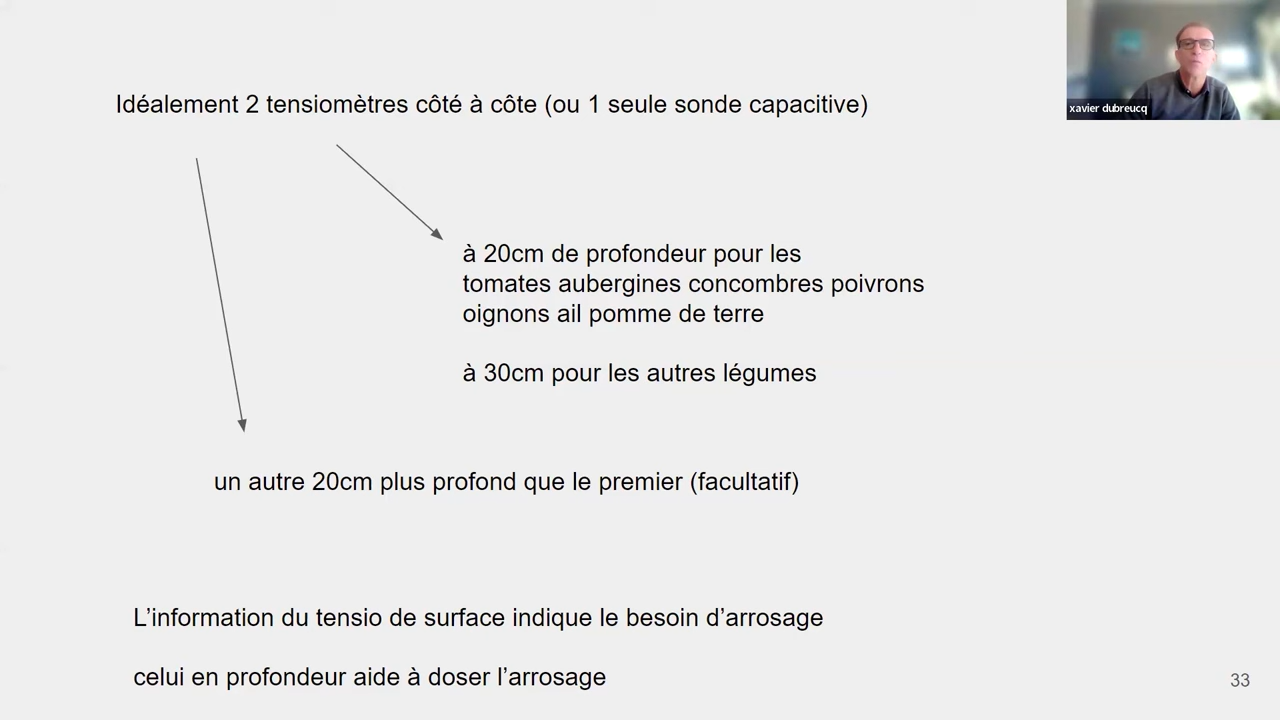 Idéalement 2 tensiomètres côté à côte (ou 1 seule sonde capacitive)
xavier dubreucq
à 20cm de profondeur pour les
tomates aubergines concombres poivrons
oignons ail pomme de terre
à 30cm pour les autres légumes
un autre 20cm plus profond que le premier (facultatif)
L'information du tensio de surface indique le besoin d'arrosage
celui en profondeur aide à doser l'arrosage
33